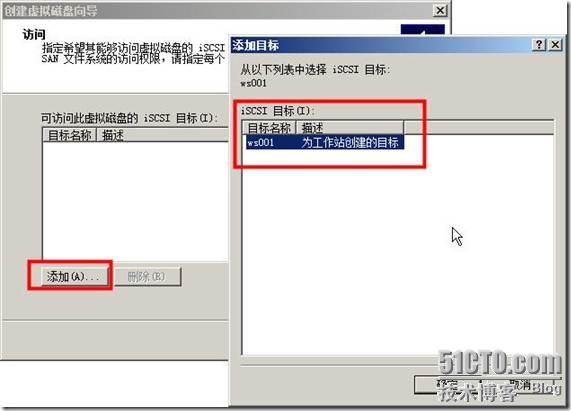 创建虚拟磁盘向导
访问
指定希望其能够访问虚拟磁盘的 iSCSI
SAN 文件系统的访问权限，请指定每个
可访问此虚拟磁盘的 iSCSI 目标(I):
目标名称 描述
添加(A)... 删除(R)
添加目标
从以下列表中选择 iSCSI 目标:
ws001
iSCSI 目标(I):
目标名称 描述
ws001 为工作站创建的目标
确定 取消
51CTO.com
技术博客 Blog